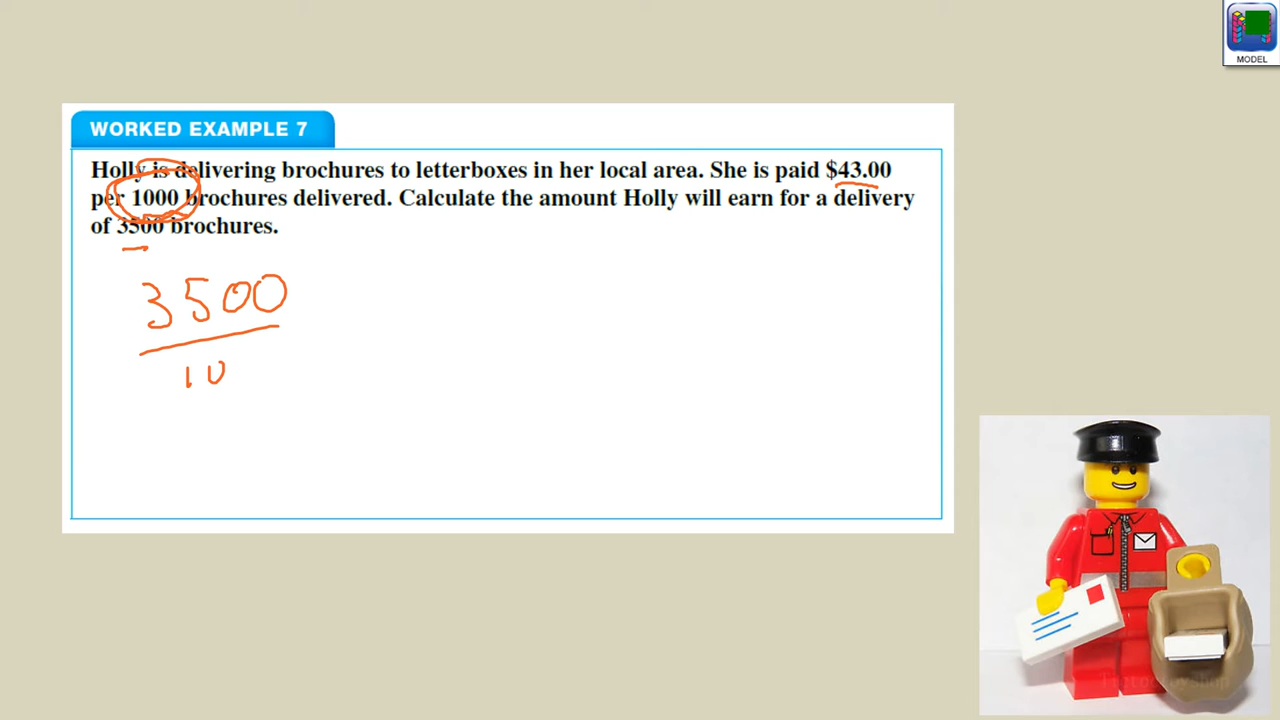 MODEL
WORKED EXAMPLE 7
Holly is delivering brochures to letterboxes in her local area. She is paid $43.00
per 1000 brochures delivered. Calculate the amount Holly will earn for a delivery
of 3500 brochures.
3500
10